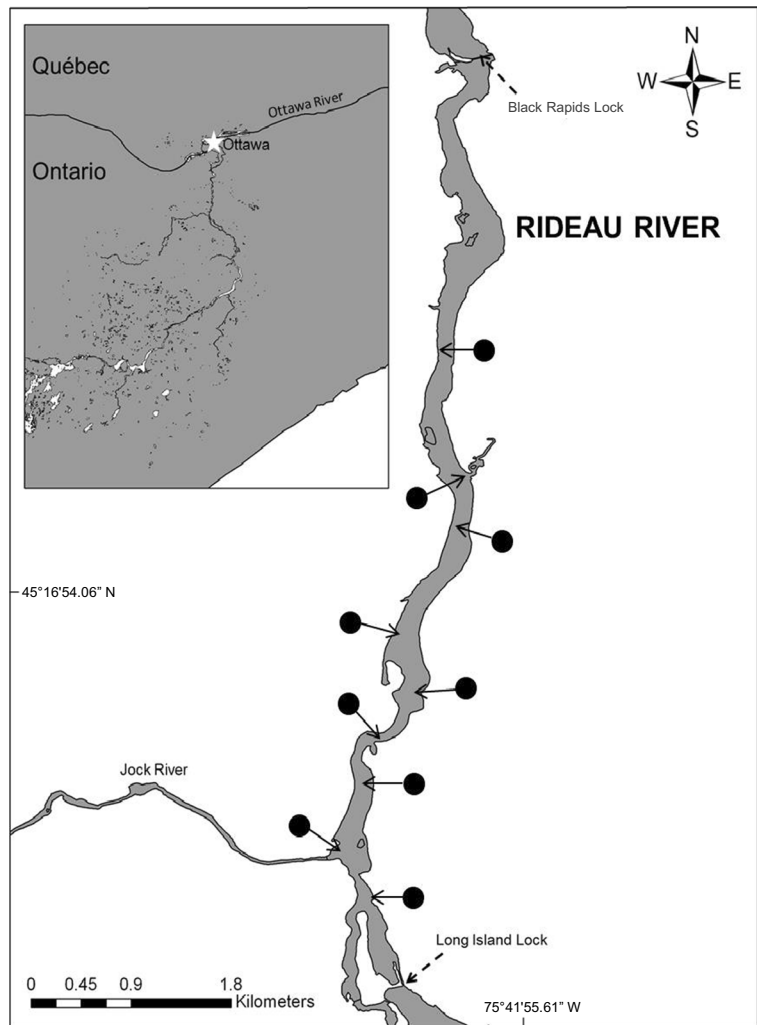 Québec
Ottawa River
Ottawa
Ontario
Black Rapids Lock
N
W E
S
RIDEAU RIVER
45°16'54.06” N
Jock River
Long Island Lock
0 0.45 0.9 1.8
Kilometers
75°41'55.61” W